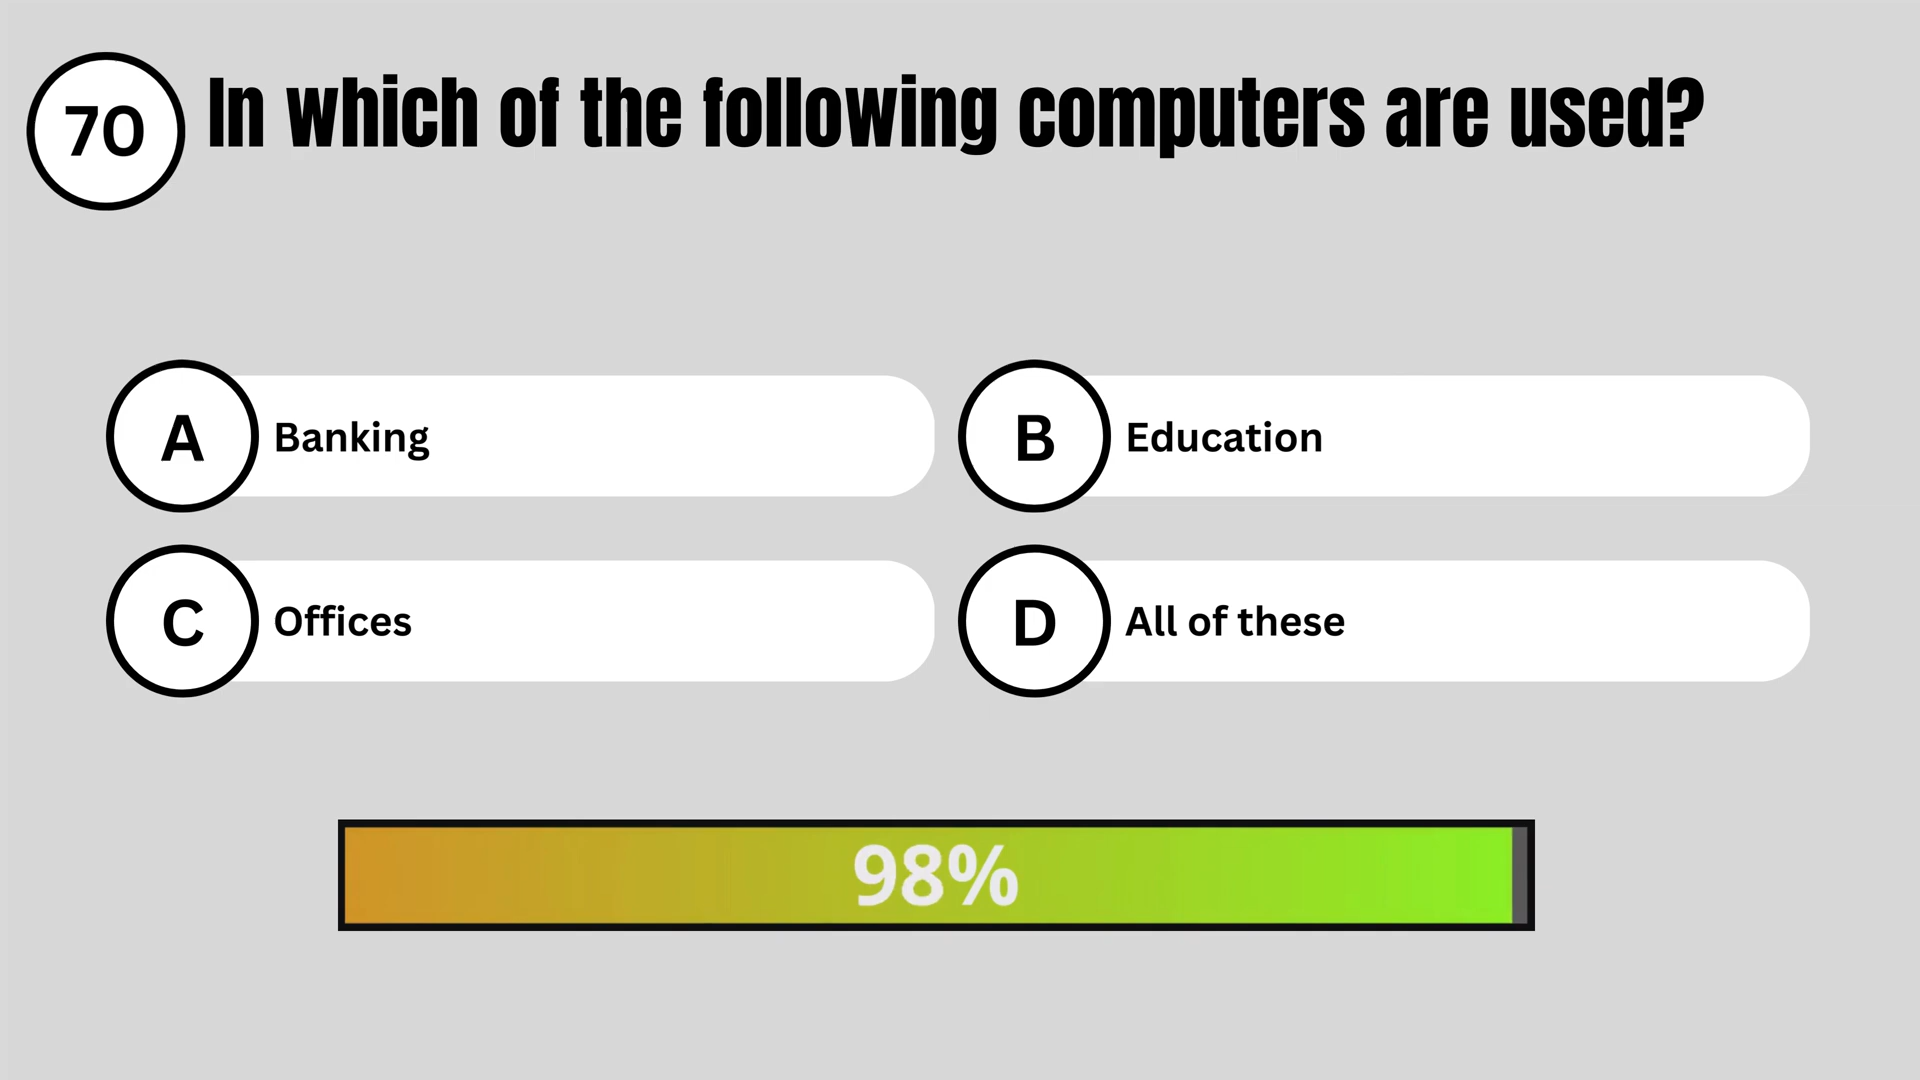 70 In which of the following computers are used?
A Banking
B Education
C Offices
D All of these
98%